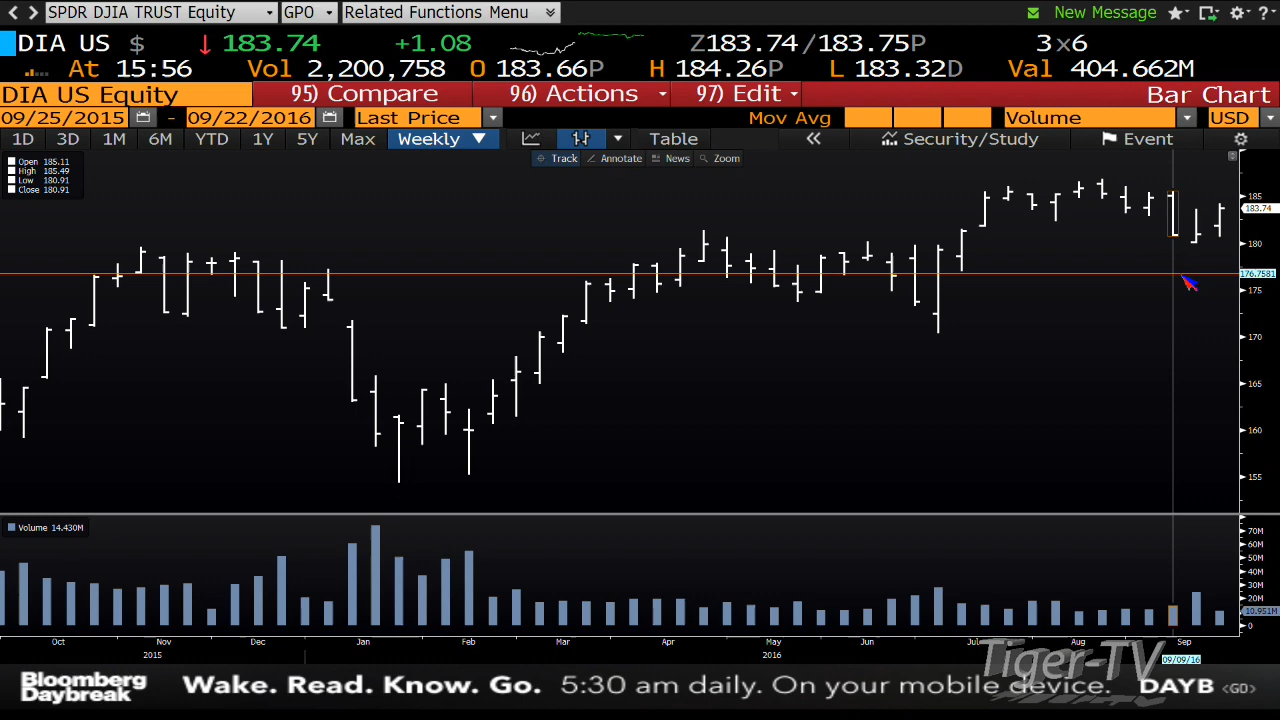 SPDR DJIA TRUST Equity GPO Related Functions Menu New Message ?
DIA US $ ↓ 183.74 +1.08 Z183.74/183.75P 3x6
At 15:56 Vol 2,200,758 O 183.66P H 184.26P L 183.32D Val 404.662M
DIA US Equity 95) Compare 96) Actions 97) Edit Bar Chart
09/25/2015 - 09/22/2016 Last Price Mov Avg Volume USD
1D 3D 1M 6M YTD 1Y 5Y Max Weekly ▼ Table « Security/Study Event
Track Annotate News Zoom
Open 185.11
High 185.49
Low 180.91
Close 180.91
185
183.74
180
176.7581
175
170
165
160
155
Volume 14.430M
70M
60M
50M
40M
30M
20M
10.951M
0
Oct Nov Dec Jan Feb Mar Apr May Jun Jul Aug Sep
2015 2016 09/09/16
Tiger-TV
Bloomberg
Daybreak
Wake. Read. Know. Go. 5:30 am daily. On your mobile device. DAYB <GO>